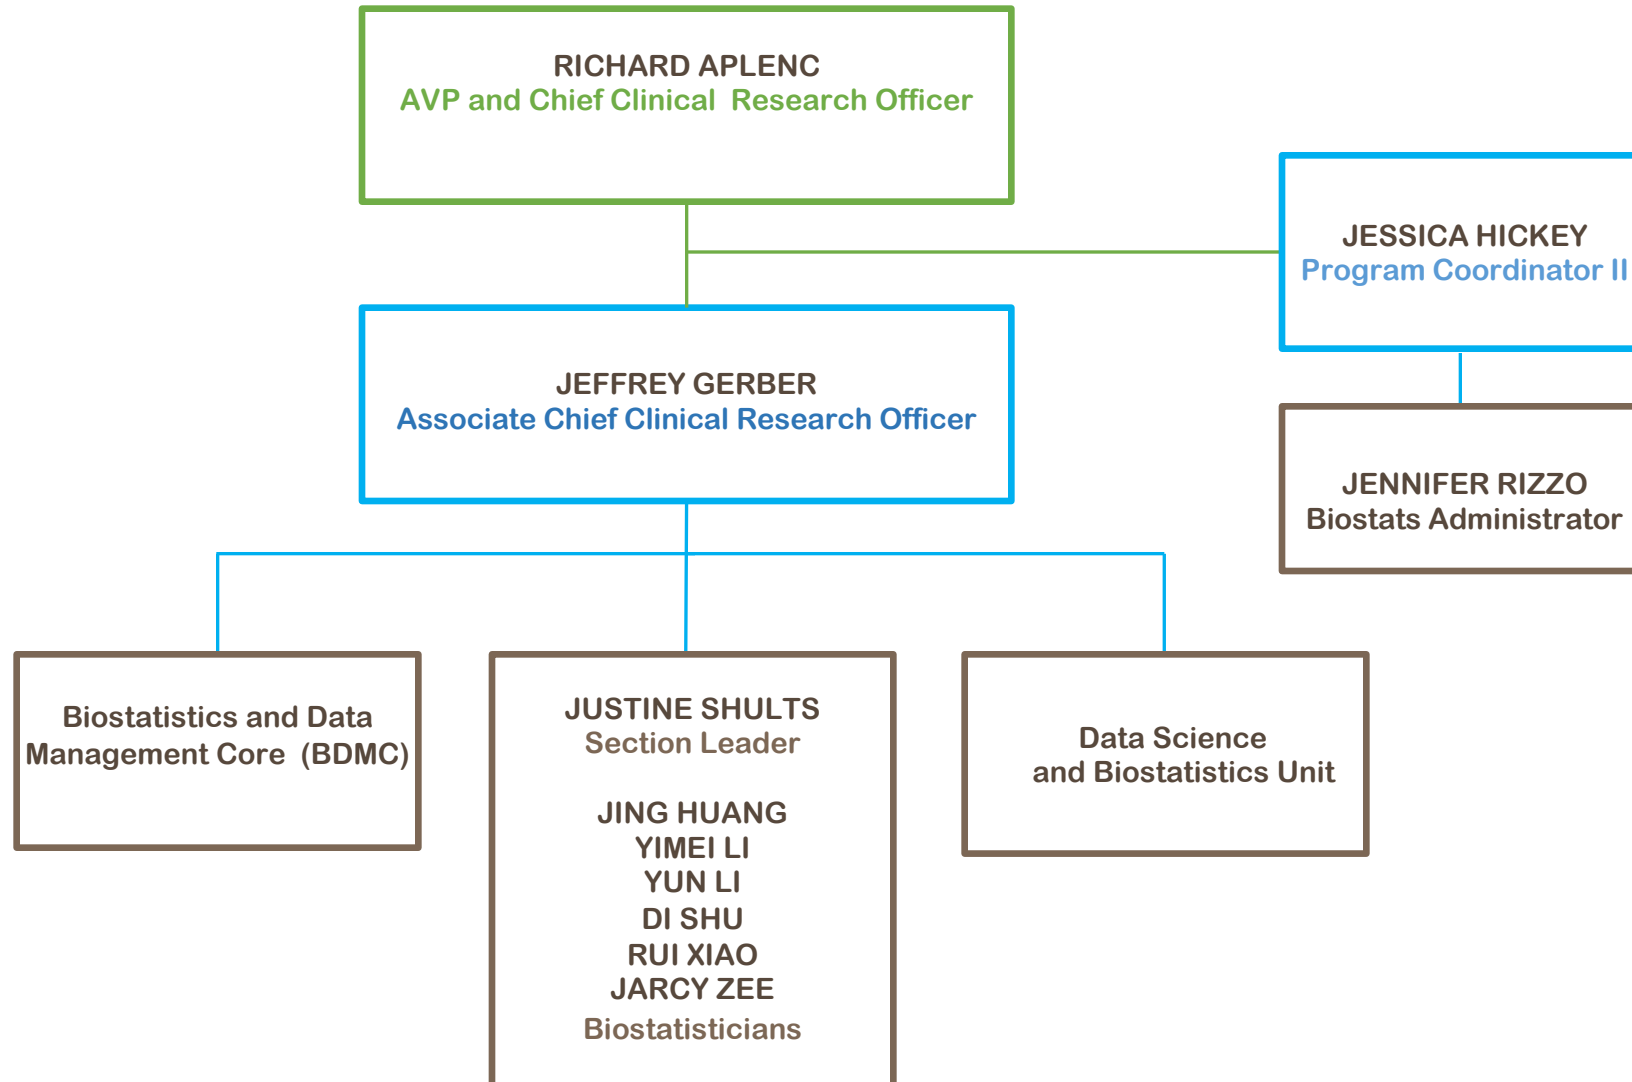 RICHARD APLENC
AVP and Chief Clinical Research Officer
JESSICA HICKEY
Program Coordinator II
JEFFREY GERBER
Associate Chief Clinical Research Officer
JENNIFER RIZZO
Biostats Administrator
Biostatistics and Data
Management Core (BDMC)
JUSTINE SHULTS
Section Leader
JING HUANG
YIMEI LI
YUN LI
DI SHU
RUI XIAO
JARCY ZEE
Biostatisticians
Data Science
and Biostatistics Unit